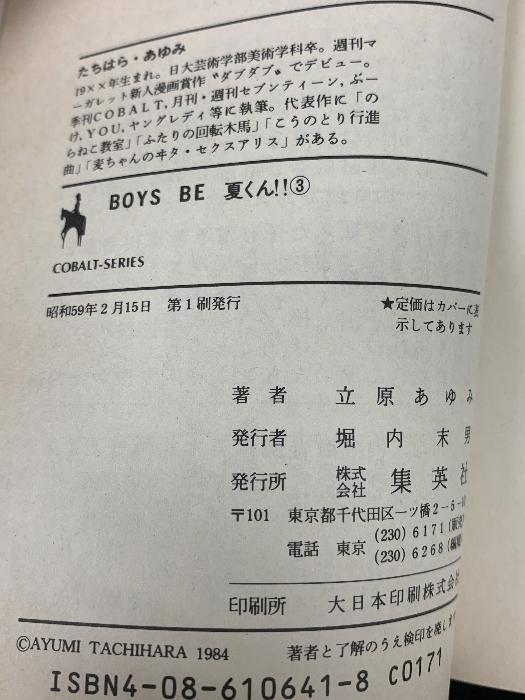 たちはら・あゆみ
19××年生まれ。日大芸術学部美術学科卒。週刊マ
ーガレット新人漫画賞作〝ダブダブ〟でデビュー。
季刊COBALT,月刊・週刊セブンティーン,ぶー
け,YOU,ヤングレディ等に執筆。代表作に「の
らねこ教室」「ふたりの回転木馬」「こうのとり行進
曲」「麦ちゃんのヰタ・セクスアリス」がある。
BOYS BE 夏くん!!③
COBALT-SERIES
昭和59年2月15日 第1刷発行
★定価はカバーに表
示してあります
著者 立原あゆみ
発行者 堀内末男
発行所 株式会社 集英社
〒101 東京都千代田区一ツ橋2-5-10
電話 東京 (230) 6171 (販売)
(230) 6268 (編集)
印刷所 大日本印刷株式会社
©AYUMI TACHIHARA 1984
著者と了解のうえ検印を廃しま
ISBN4-08-610641-8 C0171